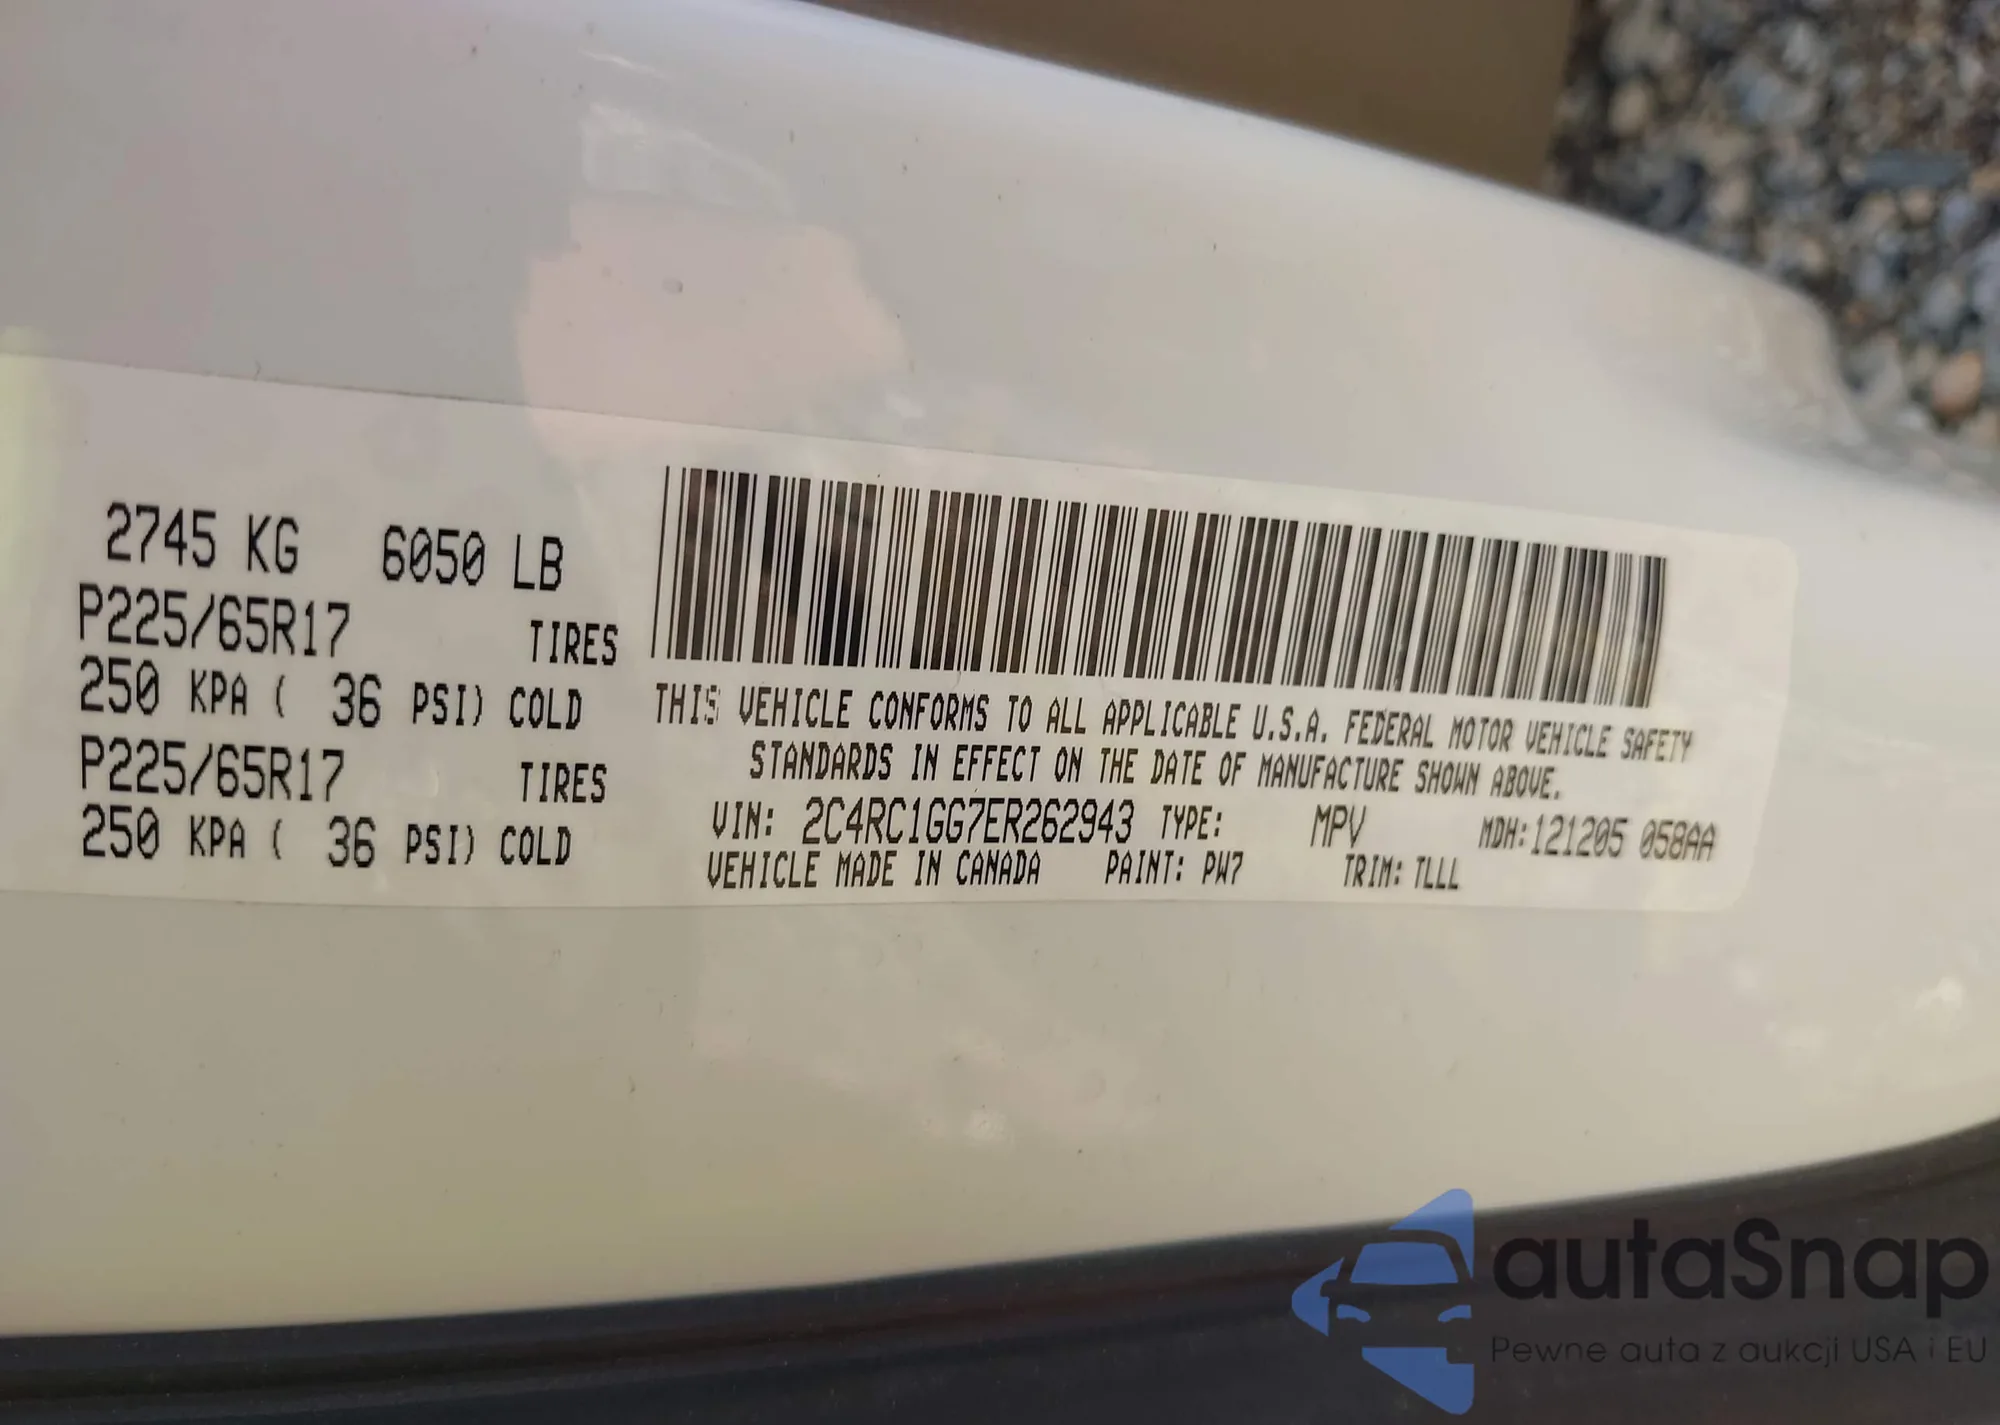 2745 KG 6050 LB
P225/65R17 TIRES
250 KPA ( 36 PSI) COLD
P225/65R17 TIRES
250 KPA ( 36 PSI) COLD
THIS VEHICLE CONFORMS TO ALL APPLICABLE U.S.A. FEDERAL MOTOR VEHICLE SAFETY
STANDARDS IN EFFECT ON THE DATE OF MANUFACTURE SHOWN ABOVE.
VIN: 2C4RC1GG7ER262943 TYPE: MPV MDH:121205 058AA
VEHICLE MADE IN CANADA PAINT: PW7 TRIM: TLLL
autaSnap
Pewne auta z aukcji USA i EU